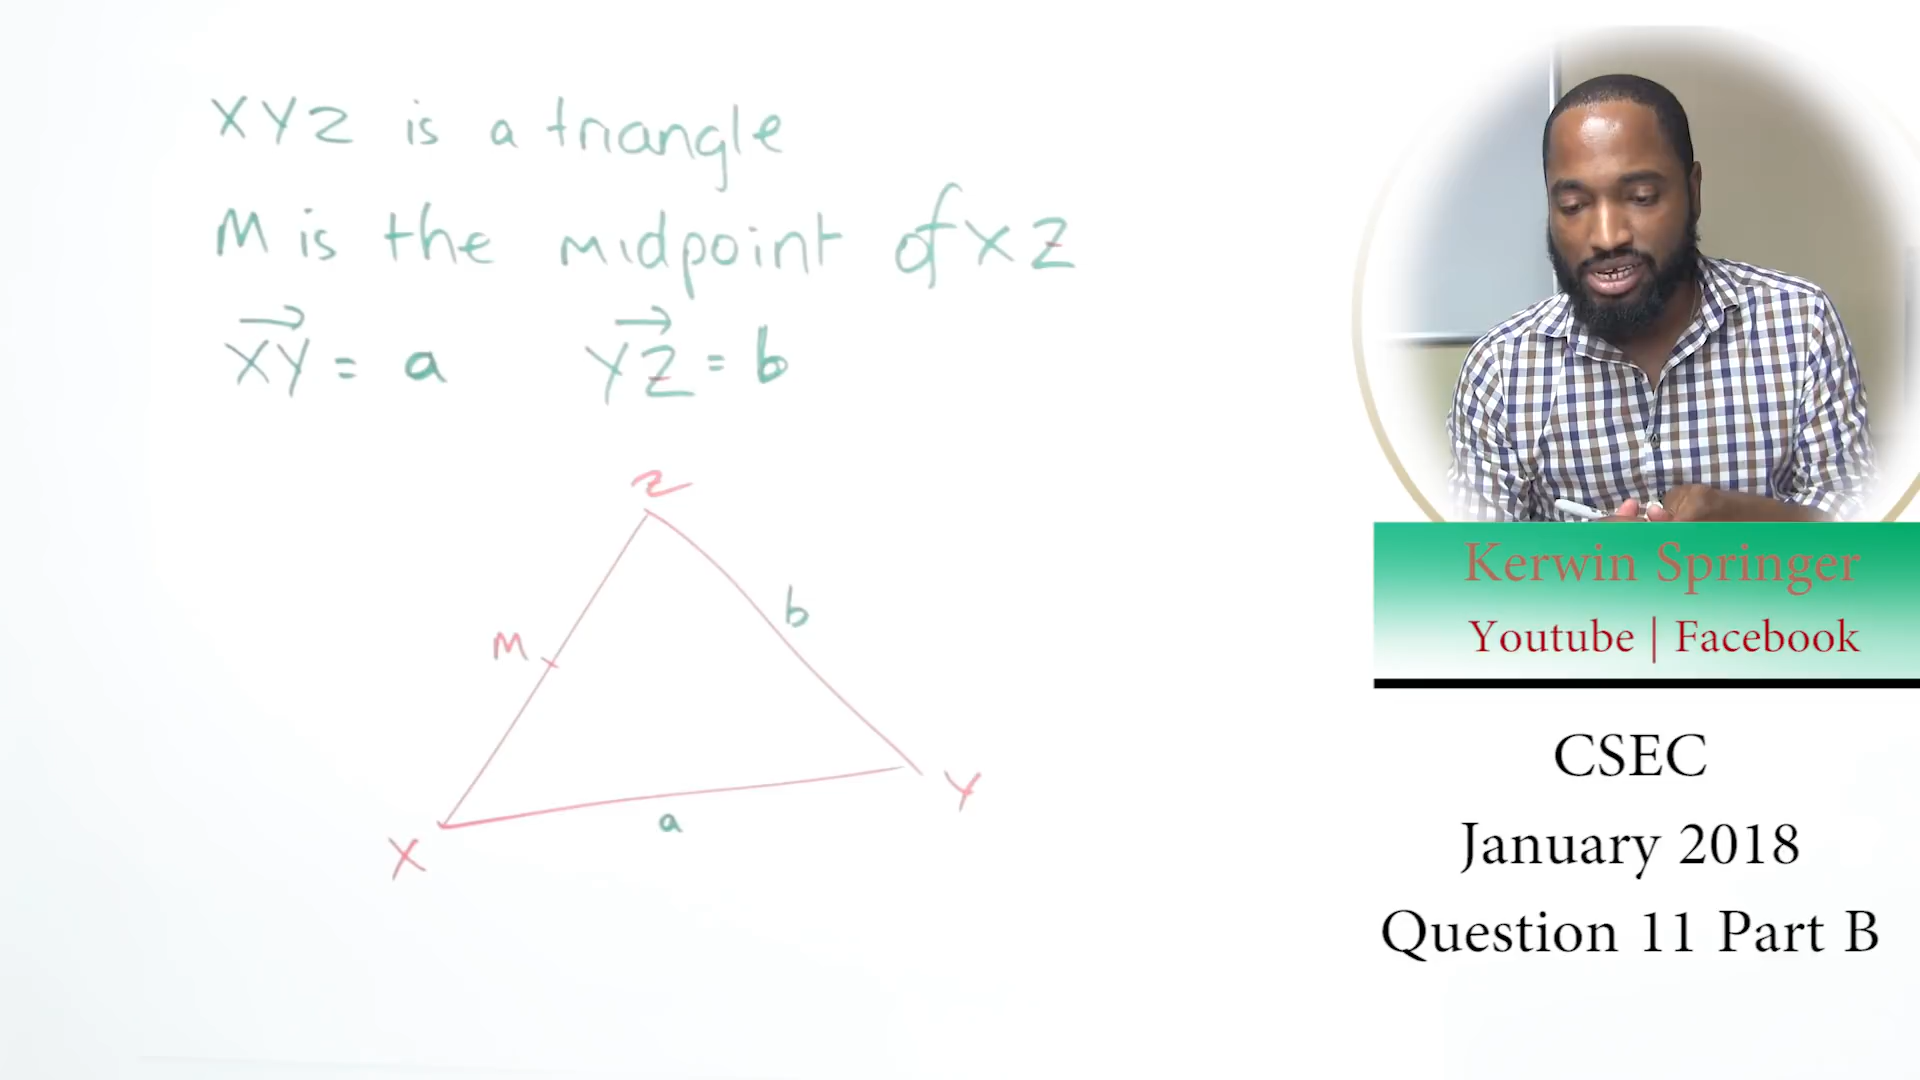 XYZ is a triangle
M is the midpoint of XZ
XY = a YZ = b
Z
b
M
Y
a
X
Kerwin Springer
Youtube | Facebook
CSEC
January 2018
Question 11 Part B